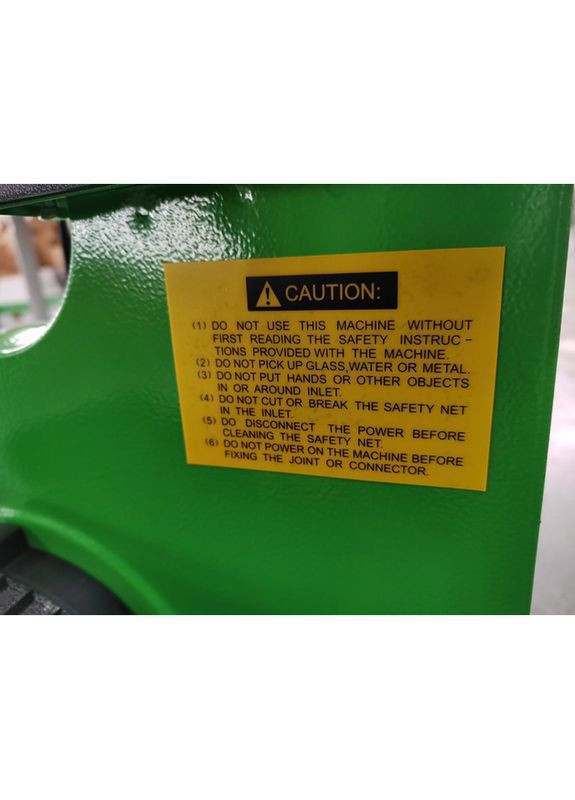 CAUTION:
(1) DO NOT USE THIS MACHINE WITHOUT
FIRST READING THE SAFETY INSTRUC -
TIONS PROVIDED WITH THE MACHINE.
(2) DO NOT PICK UP GLASS,WATER OR METAL.
(3) DO NOT PUT HANDS OR OTHER OBJECTS
IN OR AROUND INLET.
(4) DO NOT CUT OR BREAK THE SAFETY NET
IN THE INLET.
(5) DO DISCONNECT THE POWER BEFORE
CLEANING THE SAFETY NET.
(6) DO NOT POWER ON THE MACHINE BEFORE
FIXING THE JOINT OR CONNECTOR.